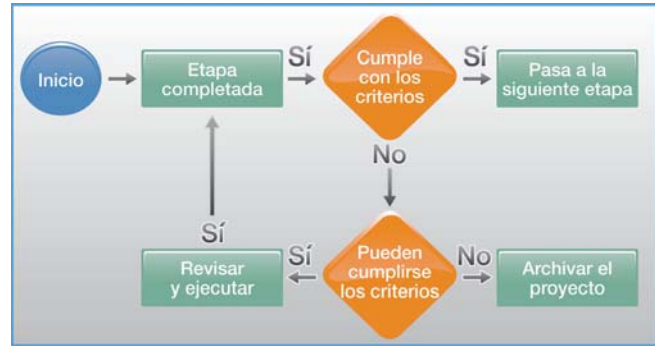 Inicio
Etapa
completada
Sí
Cumple
con los
criterios
Sí
Pasa a la
siguiente etapa
No
Sí
Revisar
y ejecutar
Sí
Pueden
cumplirse
los criterios
No
Archivar el
proyecto